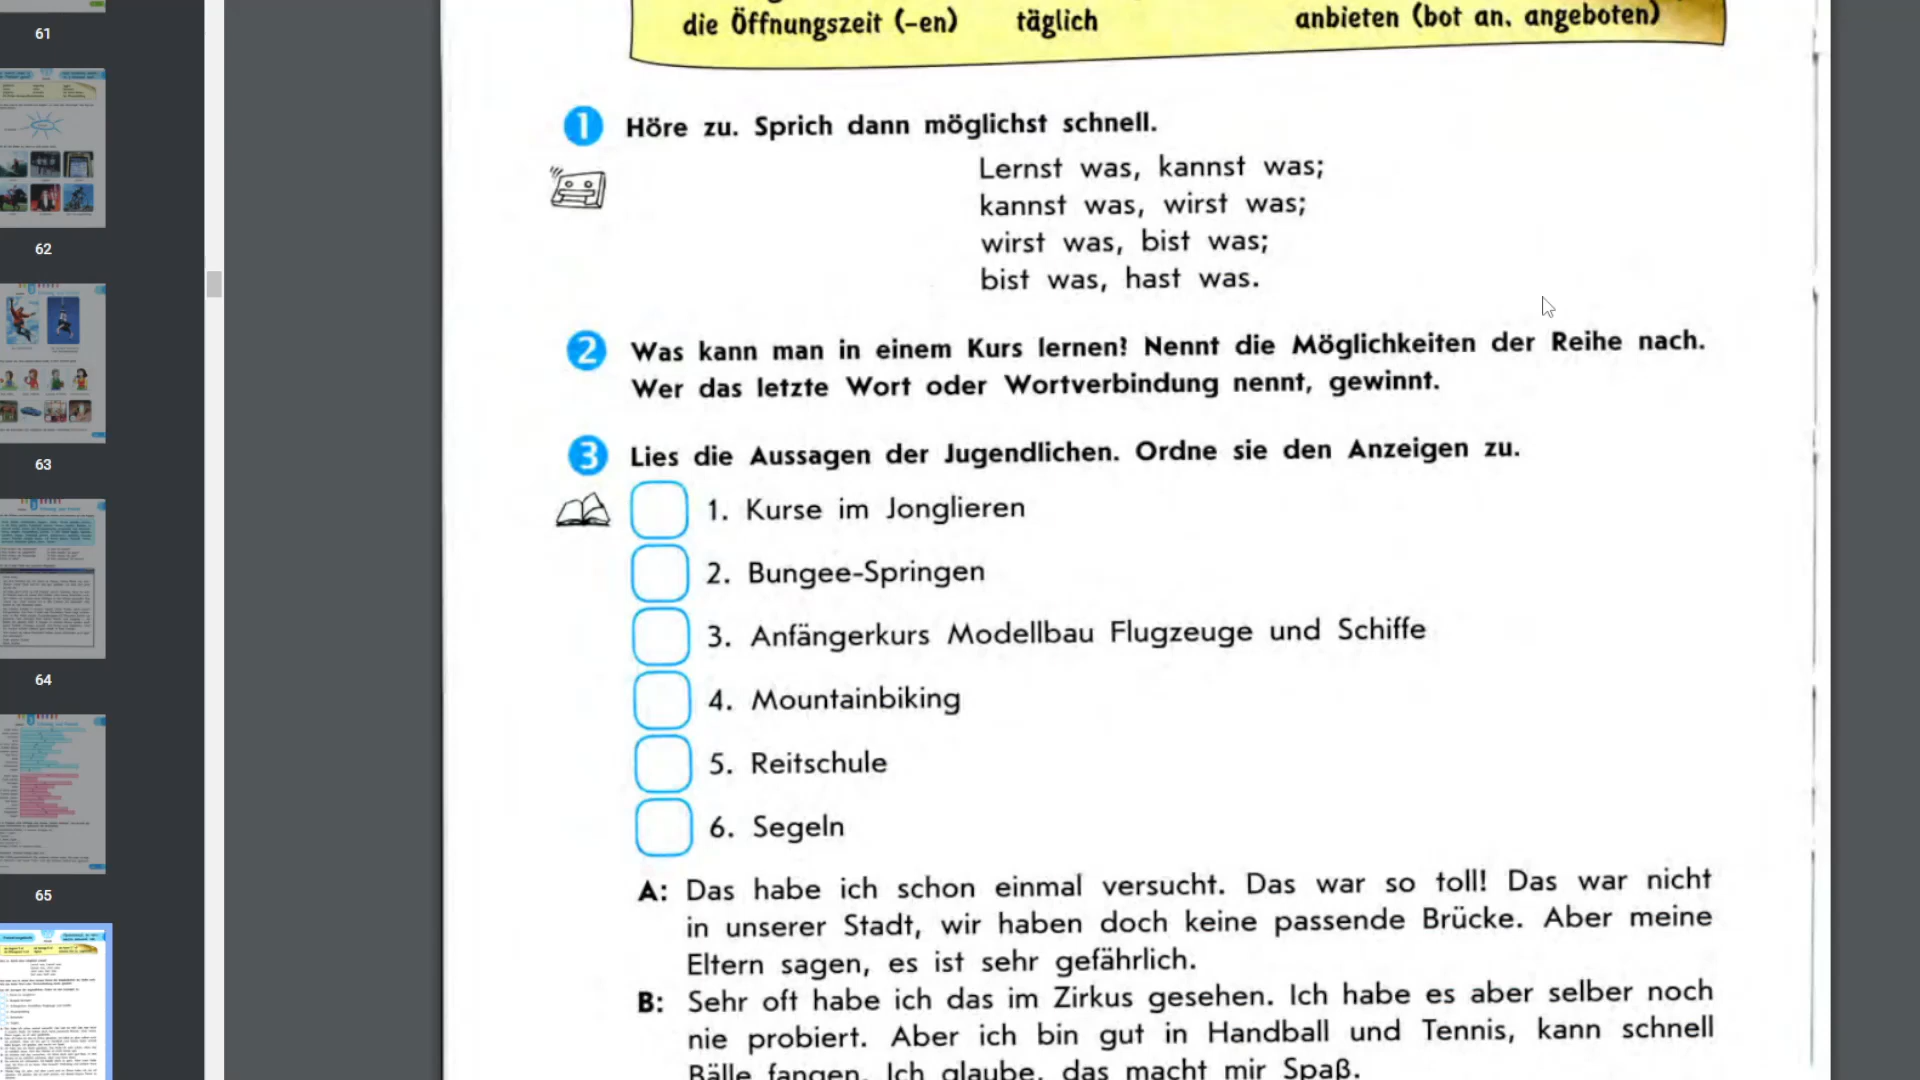 61
62
63
64
65
die Öffnungszeit (-en) täglich anbieten (bot an. angeboten)
1 Höre zu. Sprich dann möglichst schnell.
Lernst was, kannst was;
kannst was, wirst was;
wirst was, bist was;
bist was, hast was.
2 Was kann man in einem Kurs lernen? Nennt die Möglichkeiten der Reihe nach.
Wer das letzte Wort oder Wortverbindung nennt, gewinnt.
3 Lies die Aussagen der Jugendlichen. Ordne sie den Anzeigen zu.
1. Kurse im Jonglieren
2. Bungee-Springen
3. Anfängerkurs Modellbau Flugzeuge und Schiffe
4. Mountainbiking
5. Reitschule
6. Segeln
A: Das habe ich schon einmal versucht. Das war so toll! Das war nicht
in unserer Stadt, wir haben doch keine passende Brücke. Aber meine
Eltern sagen, es ist sehr gefährlich.
B: Sehr oft habe ich das im Zirkus gesehen. Ich habe es aber selber noch
nie probiert. Aber ich bin gut in Handball und Tennis, kann schnell
Bälle fangen. Ich glaube, das macht mir Spaß.